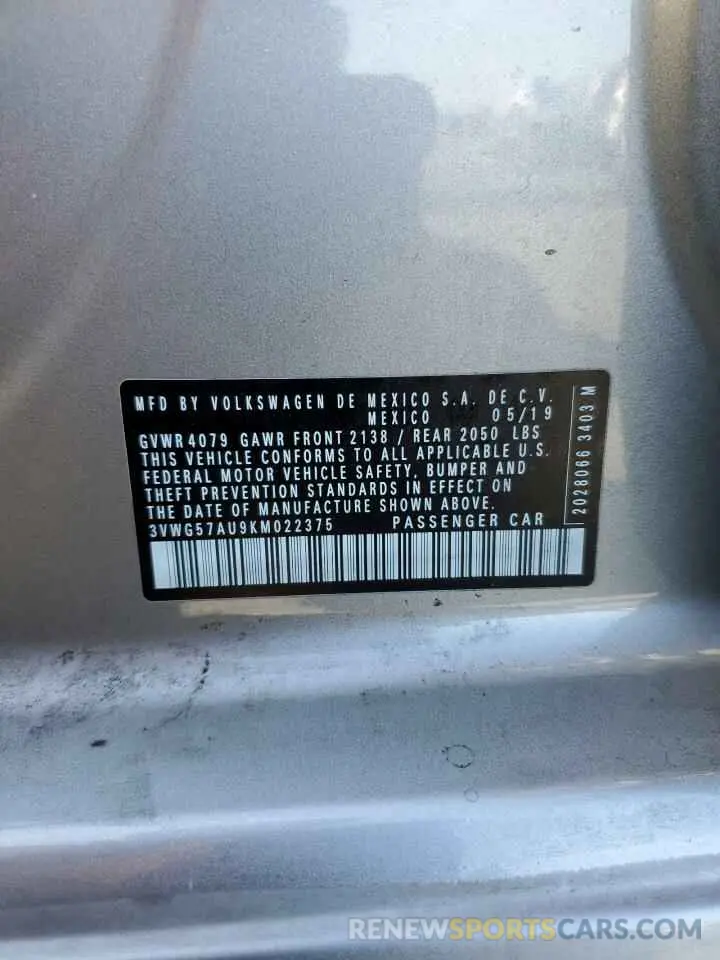 MFD BY VOLKSWAGEN DE MEXICO S.A. DE C.V.
MEXICO 05/19
GVWR 4079 GAWR FRONT 2138 / REAR 2050 LBS
THIS VEHICLE CONFORMS TO ALL APPLICABLE U.S.
FEDERAL MOTOR VEHICLE SAFETY, BUMPER AND
THEFT PREVENTION STANDARDS IN EFFECT ON
THE DATE OF MANUFACTURE SHOWN ABOVE.
3VWG57AU9KM022375 PASSENGER CAR
2028066 3403 M
RENEWSPORTSCARS.COM